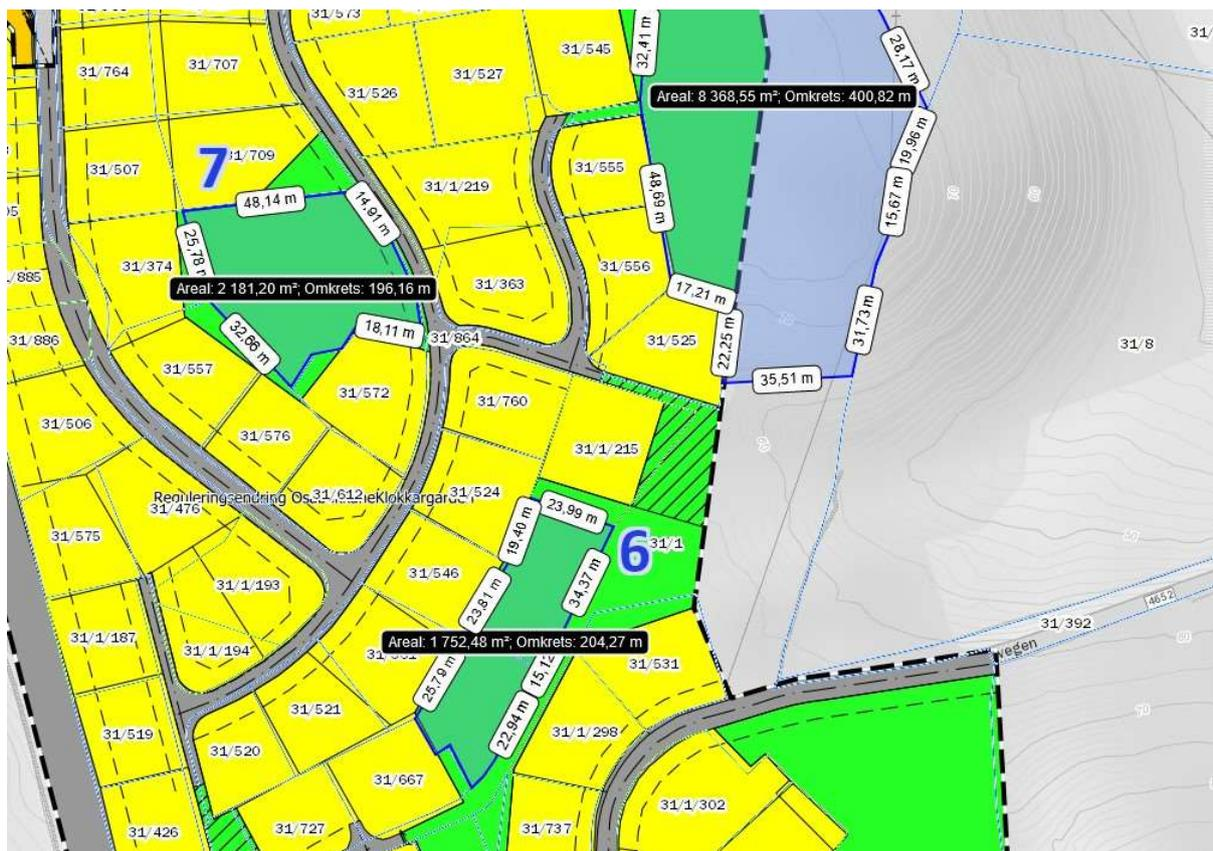 31/573
31/545
32,41 m
28,17 m
31/764
31/707
31/527
31/526
Areal: 8 368,55 m²; Omkrets: 400,82 m
19,96 m
7
31/709
31/507
31/555
31/1/219
48,14 m
14,91 m
48,69 m
15,67 m
70
60
25,78 m
31/374
31/556
/885
31/363
Areal: 2 181,20 m²; Omkrets: 196,16 m
17,21 m
31,73 m
18,11 m
31/864
31/886
32,66 m
22,25 m
31/525
31/8
31/557
35,51 m
31/572
31/760
31/506
31/576
31/1/215
31/612
31/524
Reguleringsendring
31/476
19,40 m
23,99 m
31/575
6
31/1
31/546
31/1/193
34,37 m
23,81 m
4652
31/392
31/1/187
Areal: 1 752,48 m²; Omkrets: 204,27 m
31/1/194
31/531
25,79 m
15,12
31/521
22,94 m
70
31/519
31/1/298
31/520
31/667
31/1/302
31/426
31/727
31/737